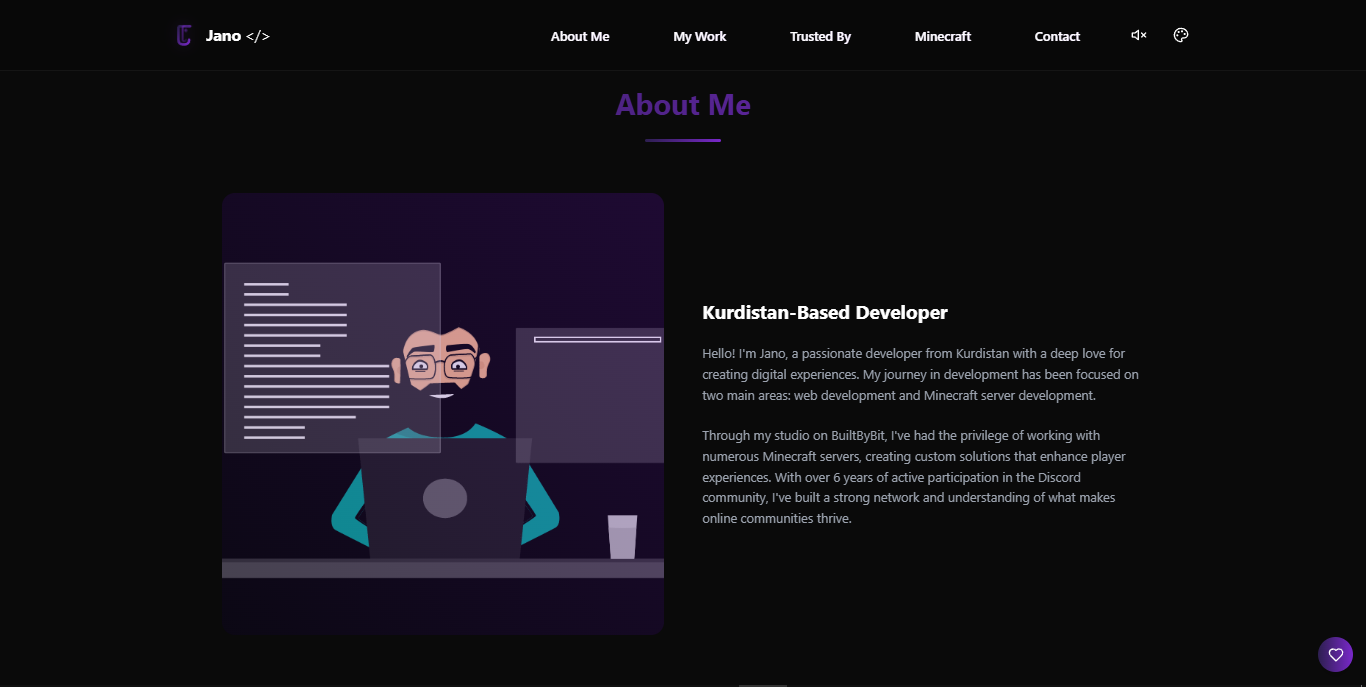 Jano </>
About Me
My Work
Trusted By
Minecraft
Contact
About Me
Kurdistan-Based Developer
Hello! I'm Jano, a passionate developer from Kurdistan with a deep love for
creating digital experiences. My journey in development has been focused on
two main areas: web development and Minecraft server development.
Through my studio on BuiltByBit, I've had the privilege of working with
numerous Minecraft servers, creating custom solutions that enhance player
experiences. With over 6 years of active participation in the Discord
community, I've built a strong network and understanding of what makes
online communities thrive.